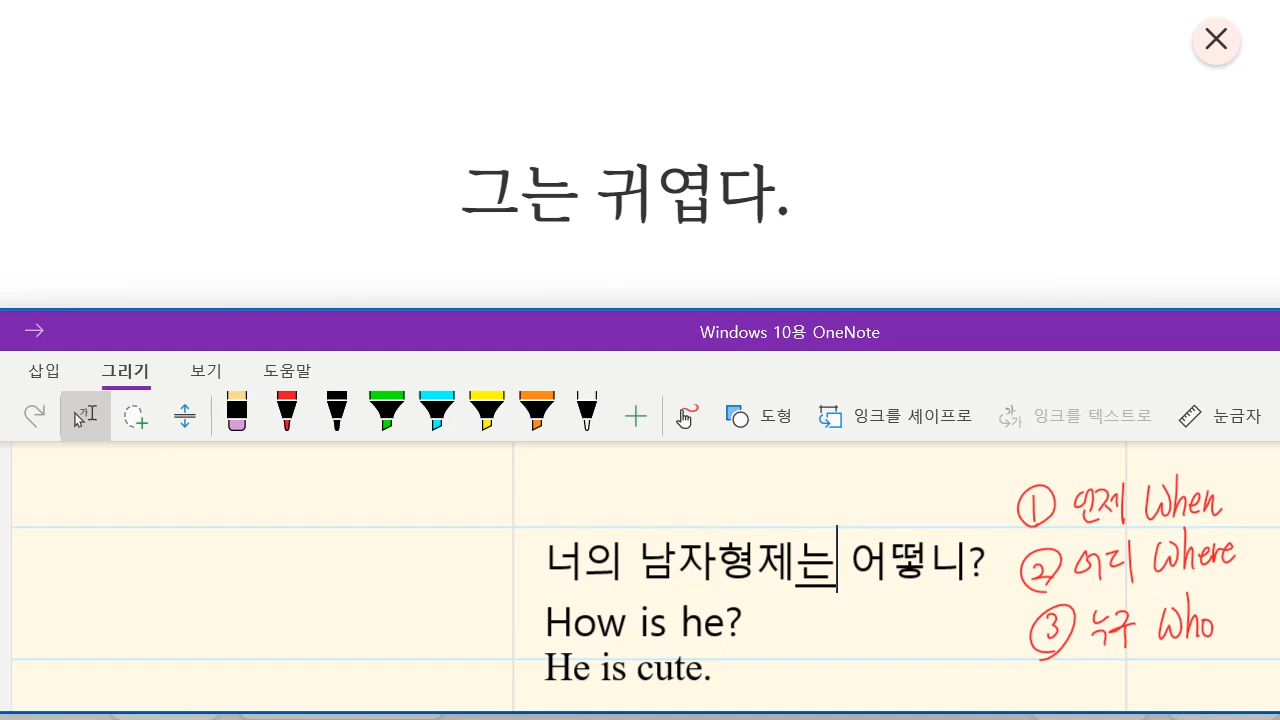 그는 귀엽다.
Windows 10용 OneNote
삽입 그리기 보기 도움말
도형 잉크를 셰이프로 잉크를 텍스트로 눈금자
① 언제 When
너의 남자형제는 어떻니?
② 어디 Where
How is he?
③ 누구 Who
He is cute.